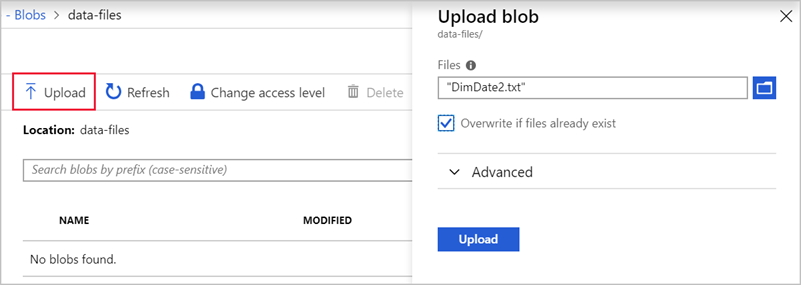 - Blobs > data-files
Upload Refresh Change access level Delete
Location: data-files
Search blobs by prefix (case-sensitive)
NAME MODIFIED
No blobs found.
Upload blob
data-files/
Files
"DimDate2.txt"
Overwrite if files already exist
Advanced
Upload